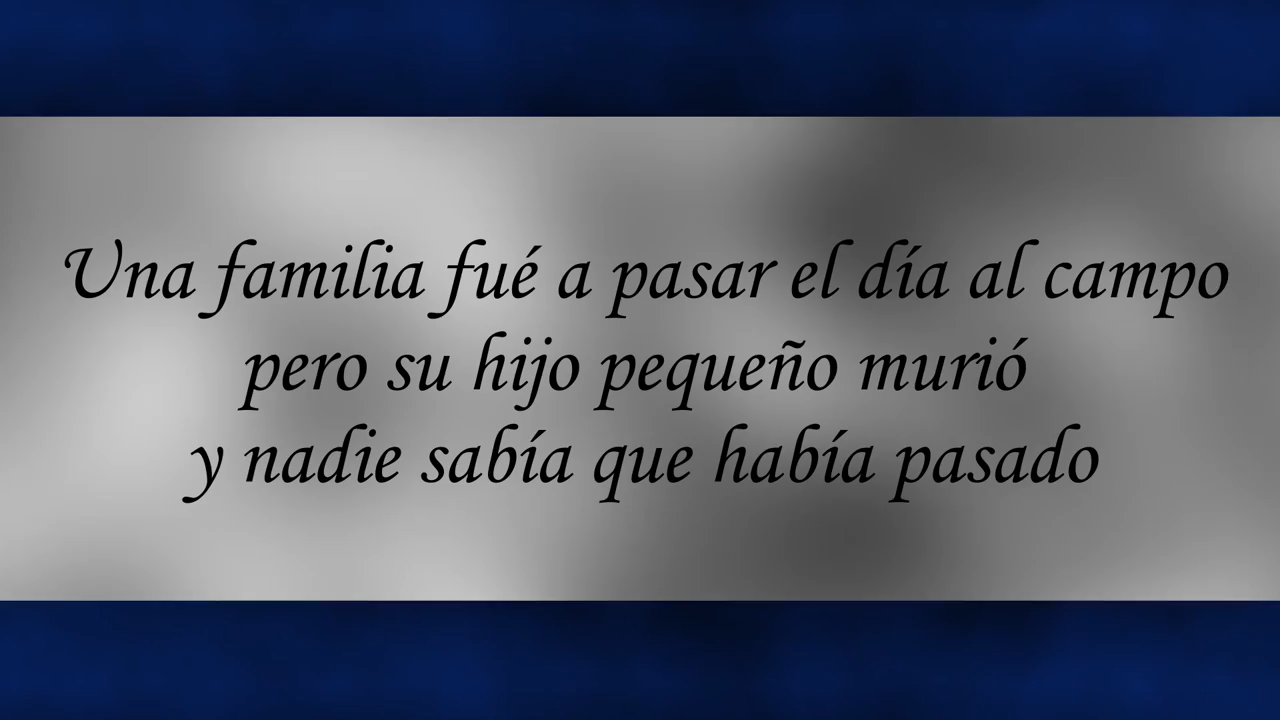 Una familia fué a pasar el día al campo
pero su hijo pequeño murió
y nadie sabía que había pasado